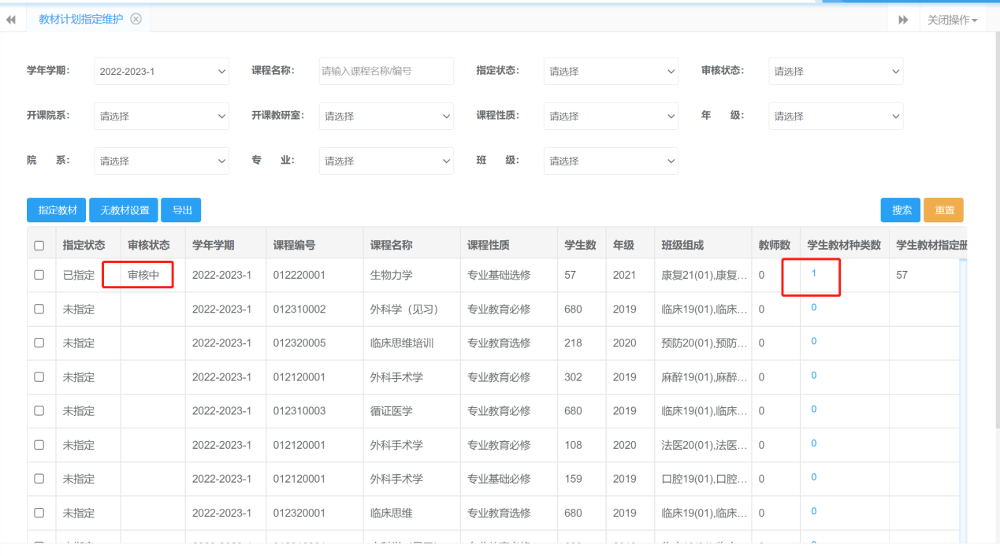 教材计划指定维护
关闭操作
学年学期: 2022-2023-1 课程名称: 请输入课程名称/编号 指定状态: 请选择 审核状态: 请选择
开课院系: 请选择 开课教研室: 请选择 课程性质: 请选择 年 级: 请选择
院 系: 请选择 专 业: 请选择 班 级: 请选择
指定教材 无教材设置 导出 搜索 重置
指定状态 审核状态 学年学期 课程编号 课程名称 课程性质 学生数 年级 班级组成 教师数 学生教材种类数 学生教材指定册
已指定 审核中 2022-2023-1 012220001 生物力学 专业基础选修 57 2021 康复21(01),康复... 0 1 57
未指定 2022-2023-1 012310002 外科学（见习） 专业教育必修 680 2019 临床19(01),临床... 0 0
未指定 2022-2023-1 012320005 临床思维培训 专业教育选修 218 2020 预防20(01),预防... 0 0
未指定 2022-2023-1 012120001 外科手术学 专业教育必修 302 2019 麻醉19(01),麻醉... 0 0
未指定 2022-2023-1 012310003 循证医学 专业教育必修 680 2019 临床19(01),临床... 0 0
未指定 2022-2023-1 012120001 外科手术学 专业教育必修 108 2020 法医20(01),法医... 0 0
未指定 2022-2023-1 012120001 外科手术学 专业基础必修 159 2019 口腔19(01),口腔... 0 0
未指定 2022-2023-1 012320001 临床思维 专业教育选修 680 2019 临床19(01),临床... 0 0